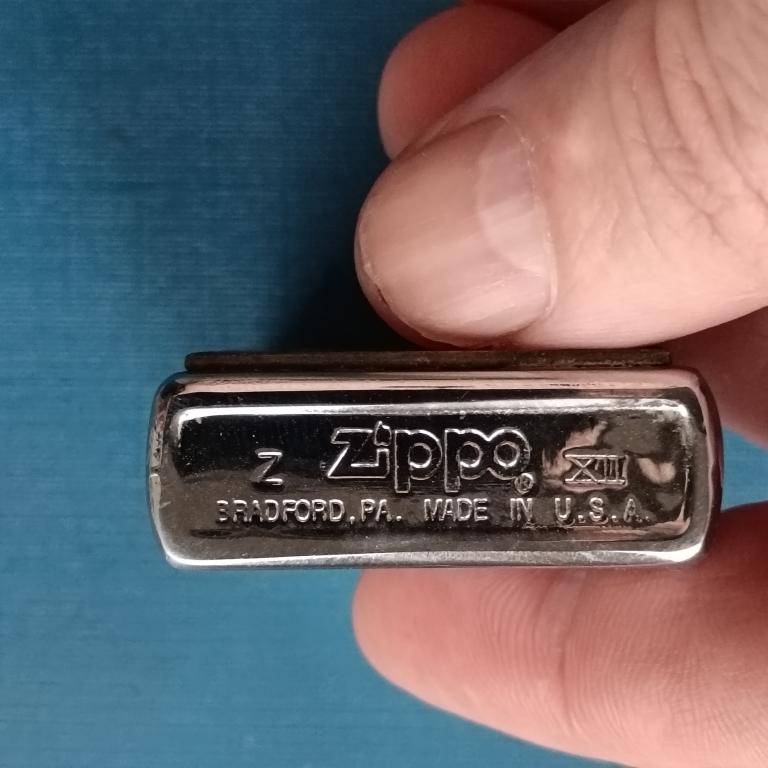 Z zippo® XIII
BRADFORD, PA. MADE IN U.S.A.